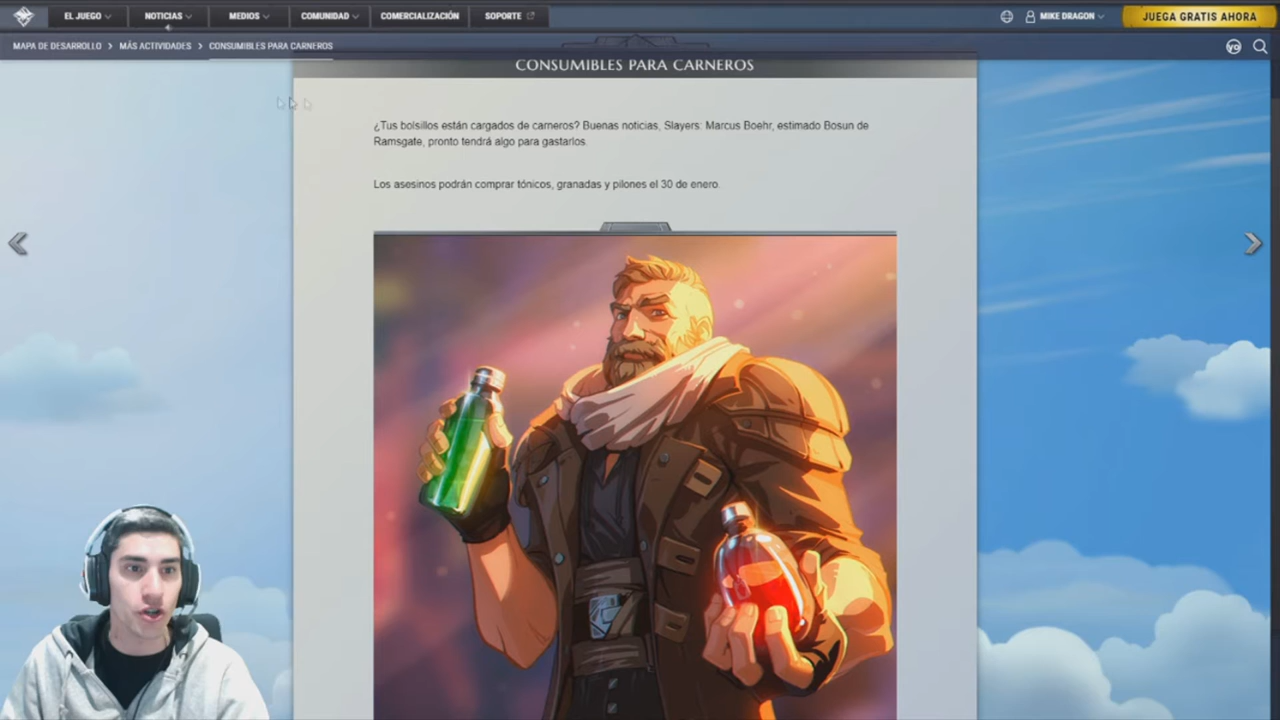 EL JUEGO
NOTICIAS
MEDIOS
COMUNIDAD
COMERCIALIZACIÓN
SOPORTE
MIKE DRAGON
JUEGA GRATIS AHORA
MAPA DE DESARROLLO > MÁS ACTIVIDADES > CONSUMIBLES PARA CARNEROS
yo
CONSUMIBLES PARA CARNEROS
¿Tus bolsillos están cargados de carneros? Buenas noticias, Slayers: Marcus Boehr, estimado Bosun de
Ramsgate, pronto tendrá algo para gastarlos.
Los asesinos podrán comprar tónicos, granadas y pilones el 30 de enero.